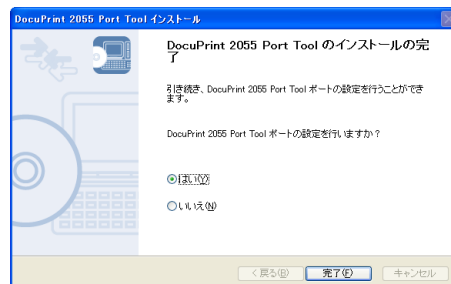 DocuPrint 2055 Port Tool インストール
DocuPrint 2055 Port Tool のインストールの完
了
引き続き、DocuPrint 2055 Port Tool ポートの設定を行うことができ
ます。
DocuPrint 2055 Port Tool ポートの設定を行いますか？
はい(Y)
いいえ(N)
< 戻る(B) 完了(F) キャンセル